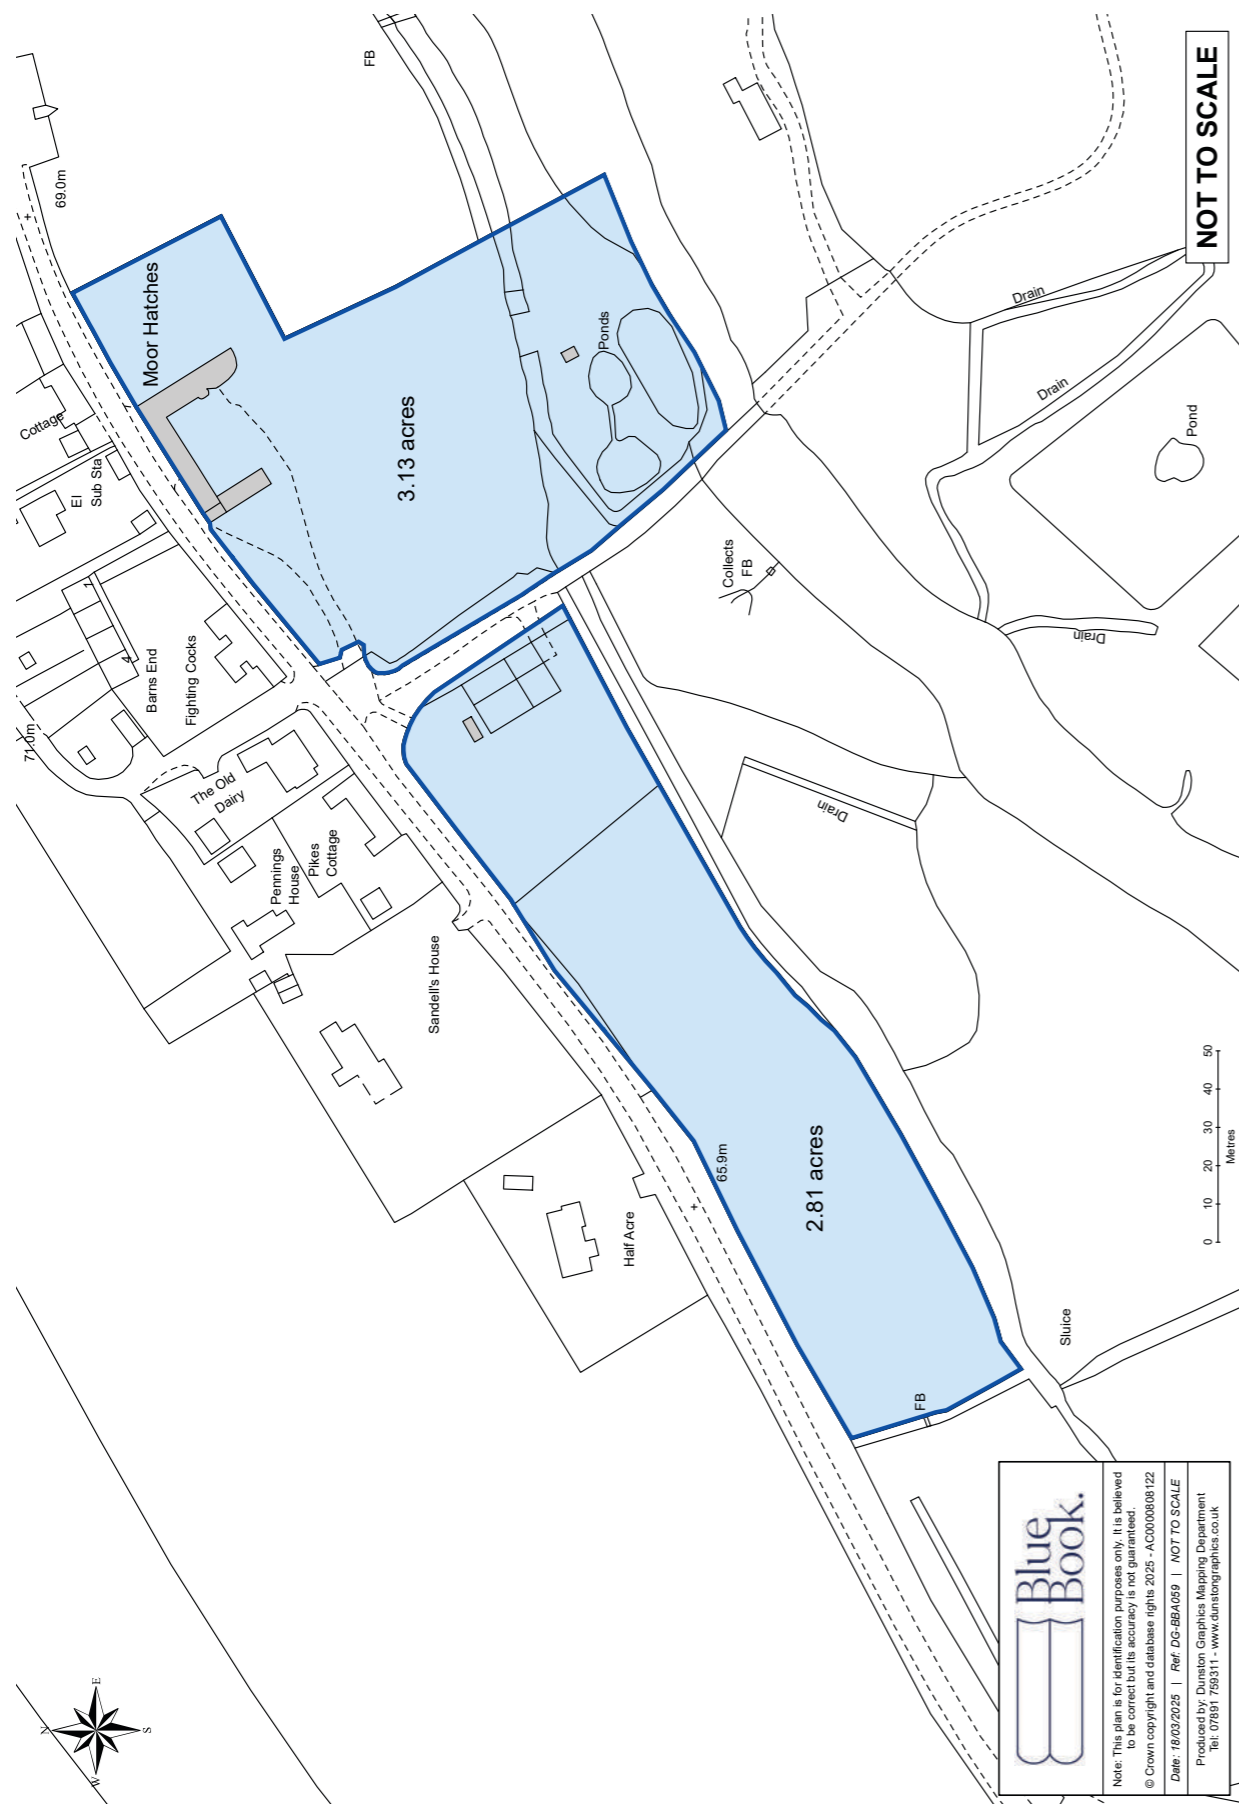 NOT TO SCALE
FB
69.0m
Moor Hatches
Cottage
El
Sub Sta
3.13 acres
Ponds
Drain
Drain
Pond
Collects
FB
Drain
1
4
Barns End
Fighting Cocks
71.0m
The Old
Dairy
Pikes
Cottage
Pennings
House
Drain
Sandell's House
65.9m
2.81 acres
Half Acre
Sluice
FB
0 10 20 30 40 50
Metres
N
E
S
W
Blue
Book.
Note: This plan is for identification purposes only. It is believed
to be correct but its accuracy is not guaranteed.
© Crown copyright and database rights 2025 - AC0000808122
Date: 18/03/2025 | Ref: DG-BBA059 | NOT TO SCALE
Produced by: Dunston Graphics Mapping Department
Tel: 07891 759311 - www.dunstongraphics.co.uk